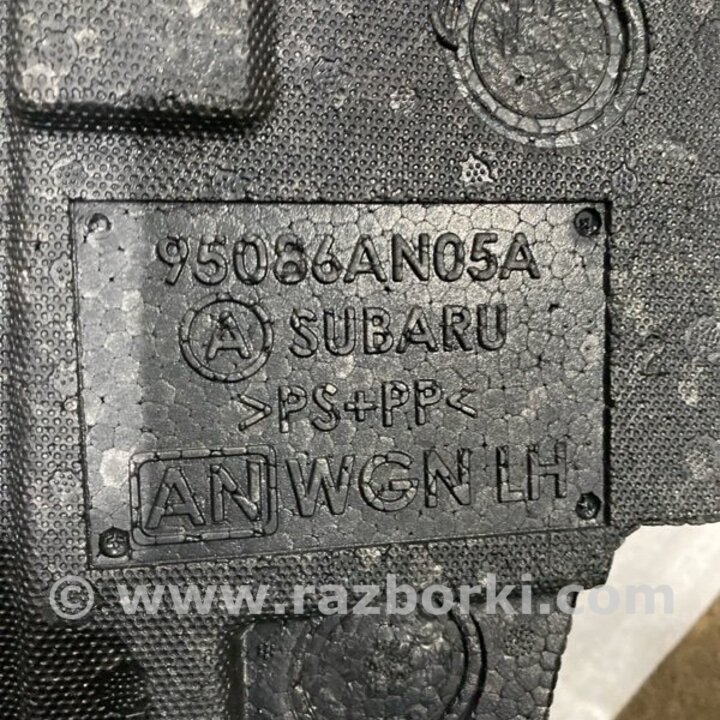 95086AN05A
Ⓐ SUBARU
>PS+PP<
AN WGN LH
© www.razborki.com